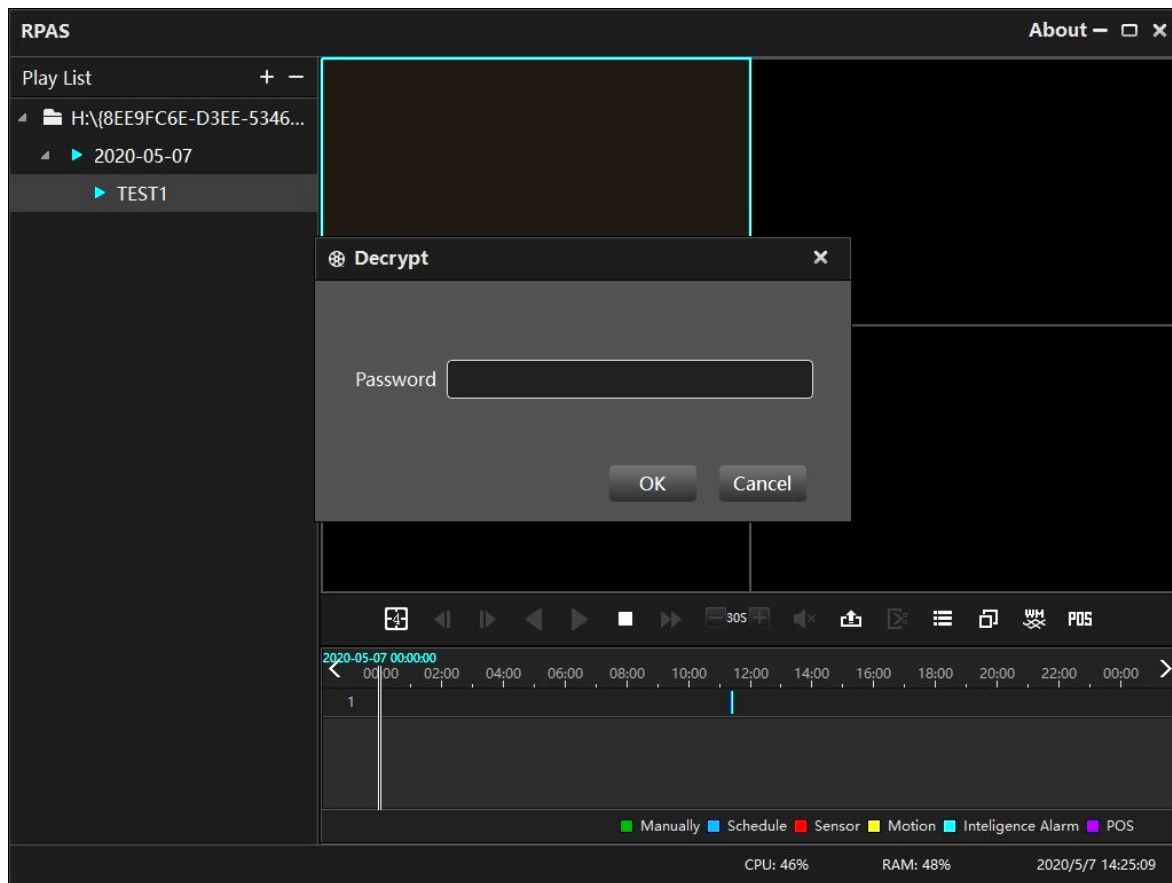 RPAS About
Play List
H:\{8EE9FC6E-D3EE-5346...
2020-05-07
TEST1
Decrypt
Password
OK Cancel
4 30S WM POS
2020-05-07 00:00:00
00:00 02:00 04:00 06:00 08:00 10:00 12:00 14:00 16:00 18:00 20:00 22:00 00:00
1
Manually Schedule Sensor Motion Inteligence Alarm POS
CPU: 46% RAM: 48% 2020/5/7 14:25:09